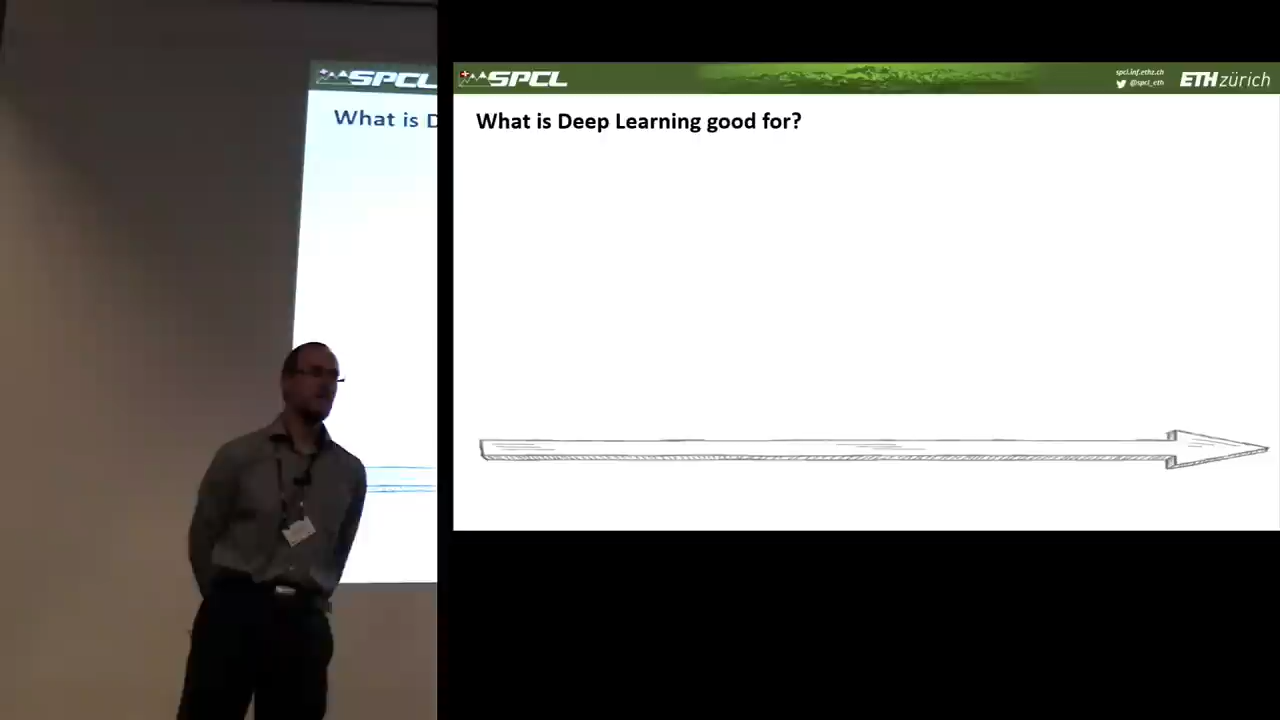 SPCL
What is D
SPCL
spcl.inf.ethz.ch
@spcl_eth
ETH zürich
What is Deep Learning good for?